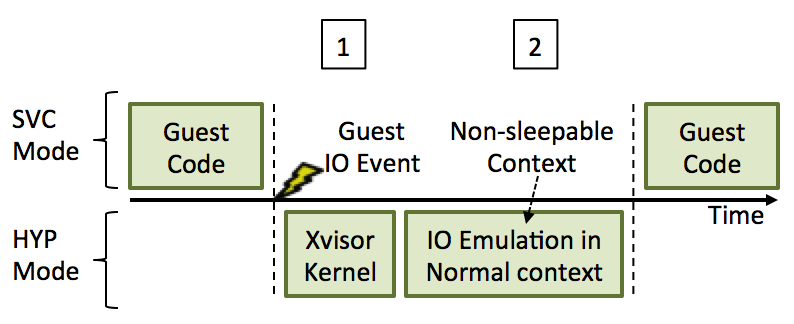 1
2
SVC
Mode
Guest
Code
Guest
IO Event
Non-sleepable
Context
Guest
Code
Time
HYP
Mode
Xvisor
Kernel
IO Emulation in
Normal context